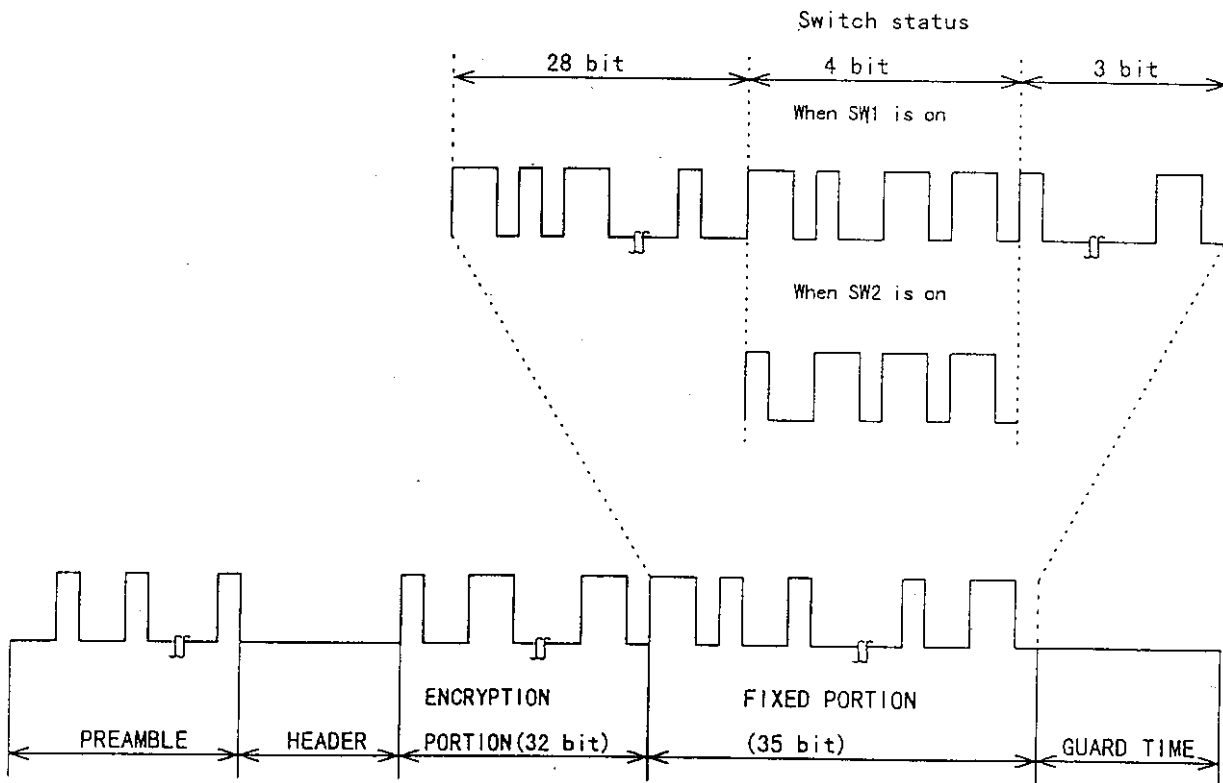 Switch status
28 bit
4 bit
3 bit
When SW1 is on
When SW2 is on
ENCRYPTION
FIXED PORTION
PREAMBLE
HEADER
PORTION(32 bit)
(35 bit)
GUARD TIME